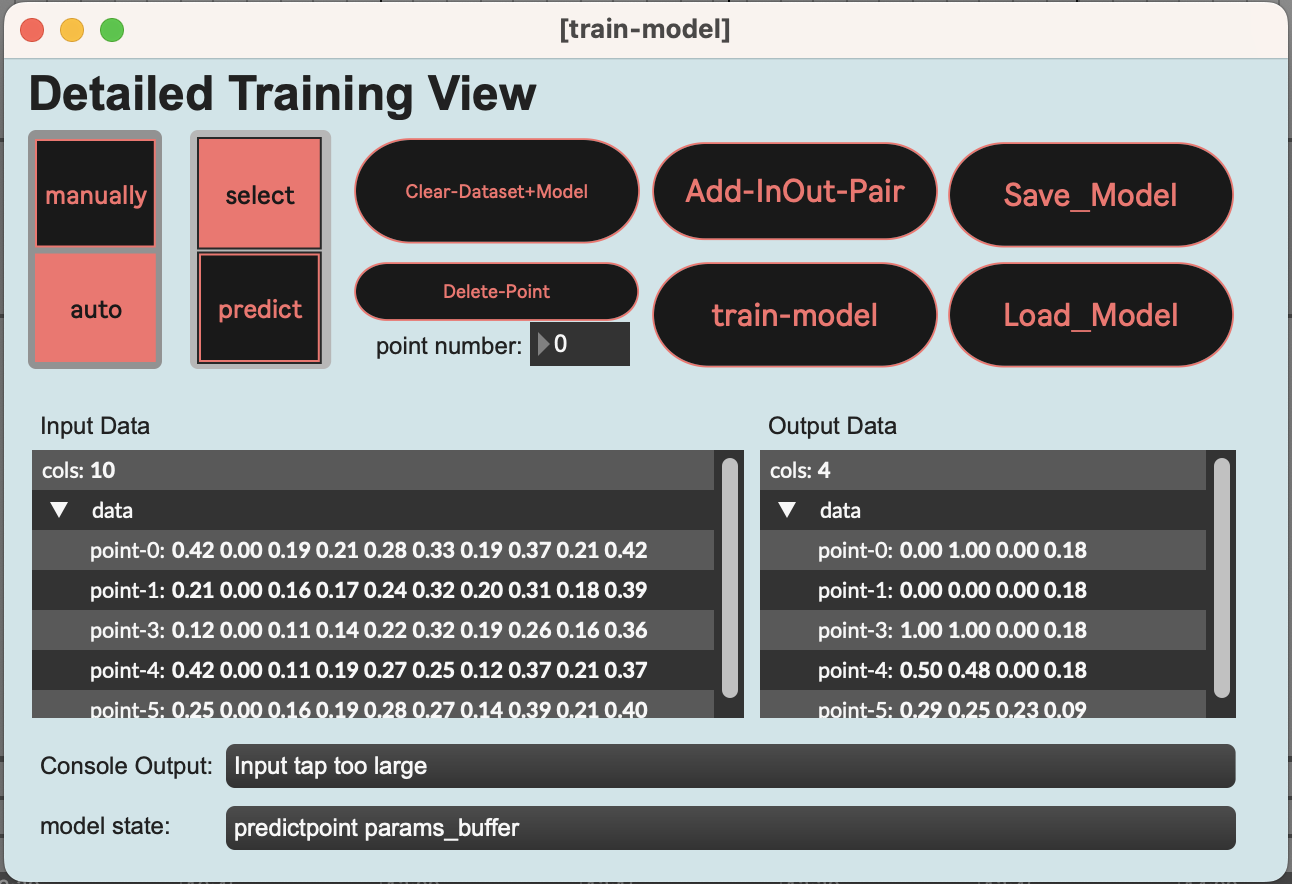 [train-model]
Detailed Training View
manually
auto
select
predict
Clear-Dataset+Model
Delete-Point
point number: 0
Add-InOut-Pair
train-model
Save_Model
Load_Model
Input Data
cols: 10
data
point-0: 0.42 0.00 0.19 0.21 0.28 0.33 0.19 0.37 0.21 0.42
point-1: 0.21 0.00 0.16 0.17 0.24 0.32 0.20 0.31 0.18 0.39
point-3: 0.12 0.00 0.11 0.14 0.22 0.32 0.19 0.26 0.16 0.36
point-4: 0.42 0.00 0.11 0.19 0.27 0.25 0.12 0.37 0.21 0.37
point-5: 0.25 0.00 0.16 0.19 0.28 0.27 0.14 0.39 0.21 0.40
Output Data
cols: 4
data
point-0: 0.00 1.00 0.00 0.18
point-1: 0.00 0.00 0.00 0.18
point-3: 1.00 1.00 0.00 0.18
point-4: 0.50 0.48 0.00 0.18
point-5: 0.29 0.25 0.23 0.09
Console Output: Input tap too large
model state: predictpoint params_buffer